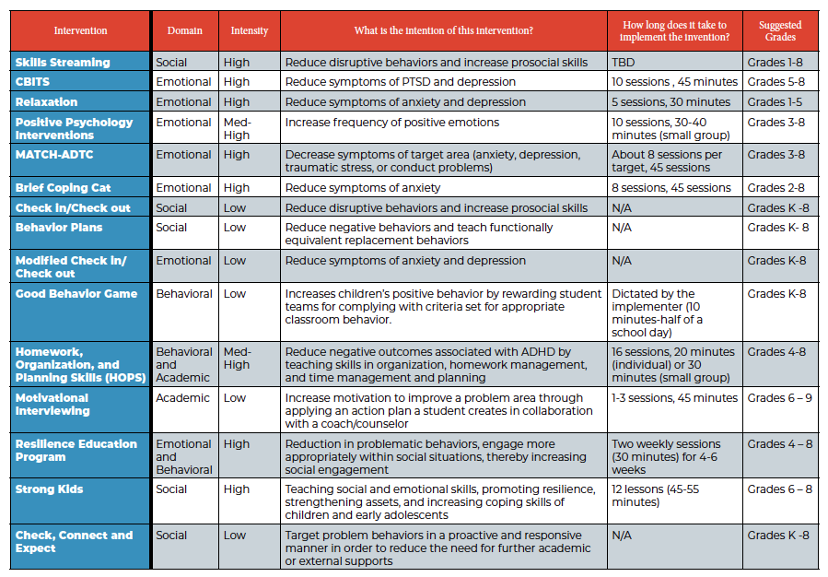 Intervention Domain Intensity What is the intention of this intervention? How long does it take to implement the invention? Suggested Grades
Skills Streaming Social High Reduce disruptive behaviors and increase prosocial skills TBD Grades 1-8
CBITS Emotional High Reduce symptoms of PTSD and depression 10 sessions , 45 minutes Grades 5-8
Relaxation Emotional High Reduce symptoms of anxiety and depression 5 sessions, 30 minutes Grades 1-5
Positive Psychology Emotional Med- Increase frequency of positive emotions 10 sessions, 30-40 Grades 3-8
Interventions High minutes (small group)
MATCH-ADTC Emotional High Decrease symptoms of target area (anxiety, depression, About 8 sessions per Grades 3-8
traumatic stress, or conduct problems) target, 45 sessions
Brief Coping Cat Emotional High Reduce symptoms of anxiety 8 sessions, 45 sessions Grades 2-8
Check in/Check out Social Low Reduce disruptive behaviors and increase prosocial skills N/A Grades K -8
Behavior Plans Social Low Reduce negative behaviors and teach functionally N/A Grades K- 8
equivalent replacement behaviors
Modified Check in/ Emotional Low Reduce symptoms of anxiety and depression N/A Grades K-8
Check out
Good Behavior Game Behavioral Low Increases children's positive behavior by rewarding student Dictated by the Grades K-8
teams for complying with criteria set for appropriate implementer (10
classroom behavior. minutes-half of a
school day)
Homework, Behavioral Med- Reduce negative outcomes associated with ADHD by 16 sessions, 20 minutes Grades 4-8
Organization, and and High teaching skills in organization, homework management, (individual) or 30
Planning Skills (HOPS) Academic and time management and planning minutes (small group)
Motivational Academic Low Increase motivation to improve a problem area through 1-3 sessions, 45 minutes Grades 6 – 9
Interviewing applying an action plan a student creates in collaboration
with a coach/counselor
Resilience Education Emotional High Reduction in problematic behaviors, engage more Two weekly sessions Grades 4 – 8
Program and appropriately within social situations, thereby increasing (30 minutes) for 4-6
Behavioral social engagement weeks
Strong Kids Social High Teaching social and emotional skills, promoting resilience, 12 lessons (45-55 Grades 6 – 8
strengthening assets, and increasing coping skills of minutes)
children and early adolescents
Check, Connect and Social Low Target problem behaviors in a proactive and responsive N/A Grades K -8
Expect manner in order to reduce the need for further academic
or external supports